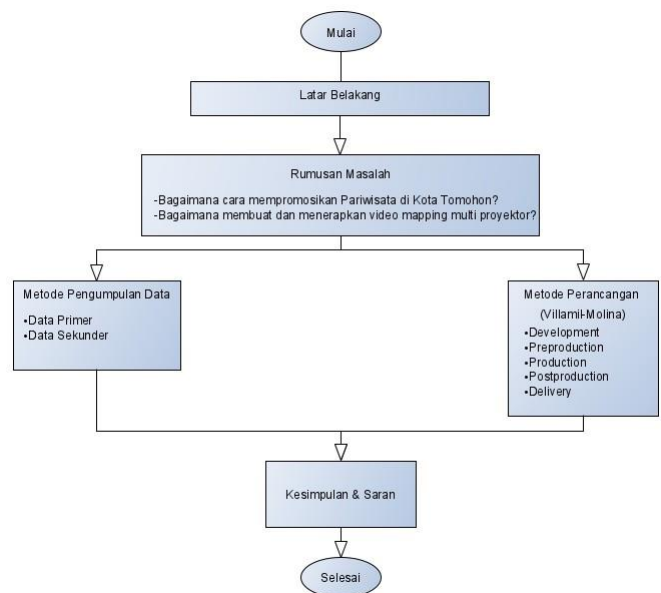 Mulai
Latar Belakang
Rumusan Masalah
-Bagaimana cara mempromosikan Pariwisata di Kota Tomohon?
-Bagaimana membuat dan menerapkan video mapping multi proyektor?
Metode Pengumpulan Data
•Data Primer
•Data Sekunder
Metode Perancangan
(Villamil-Molina)
•Development
•Preproduction
•Production
•Postproduction
•Delivery
Kesimpulan & Saran
Selesai